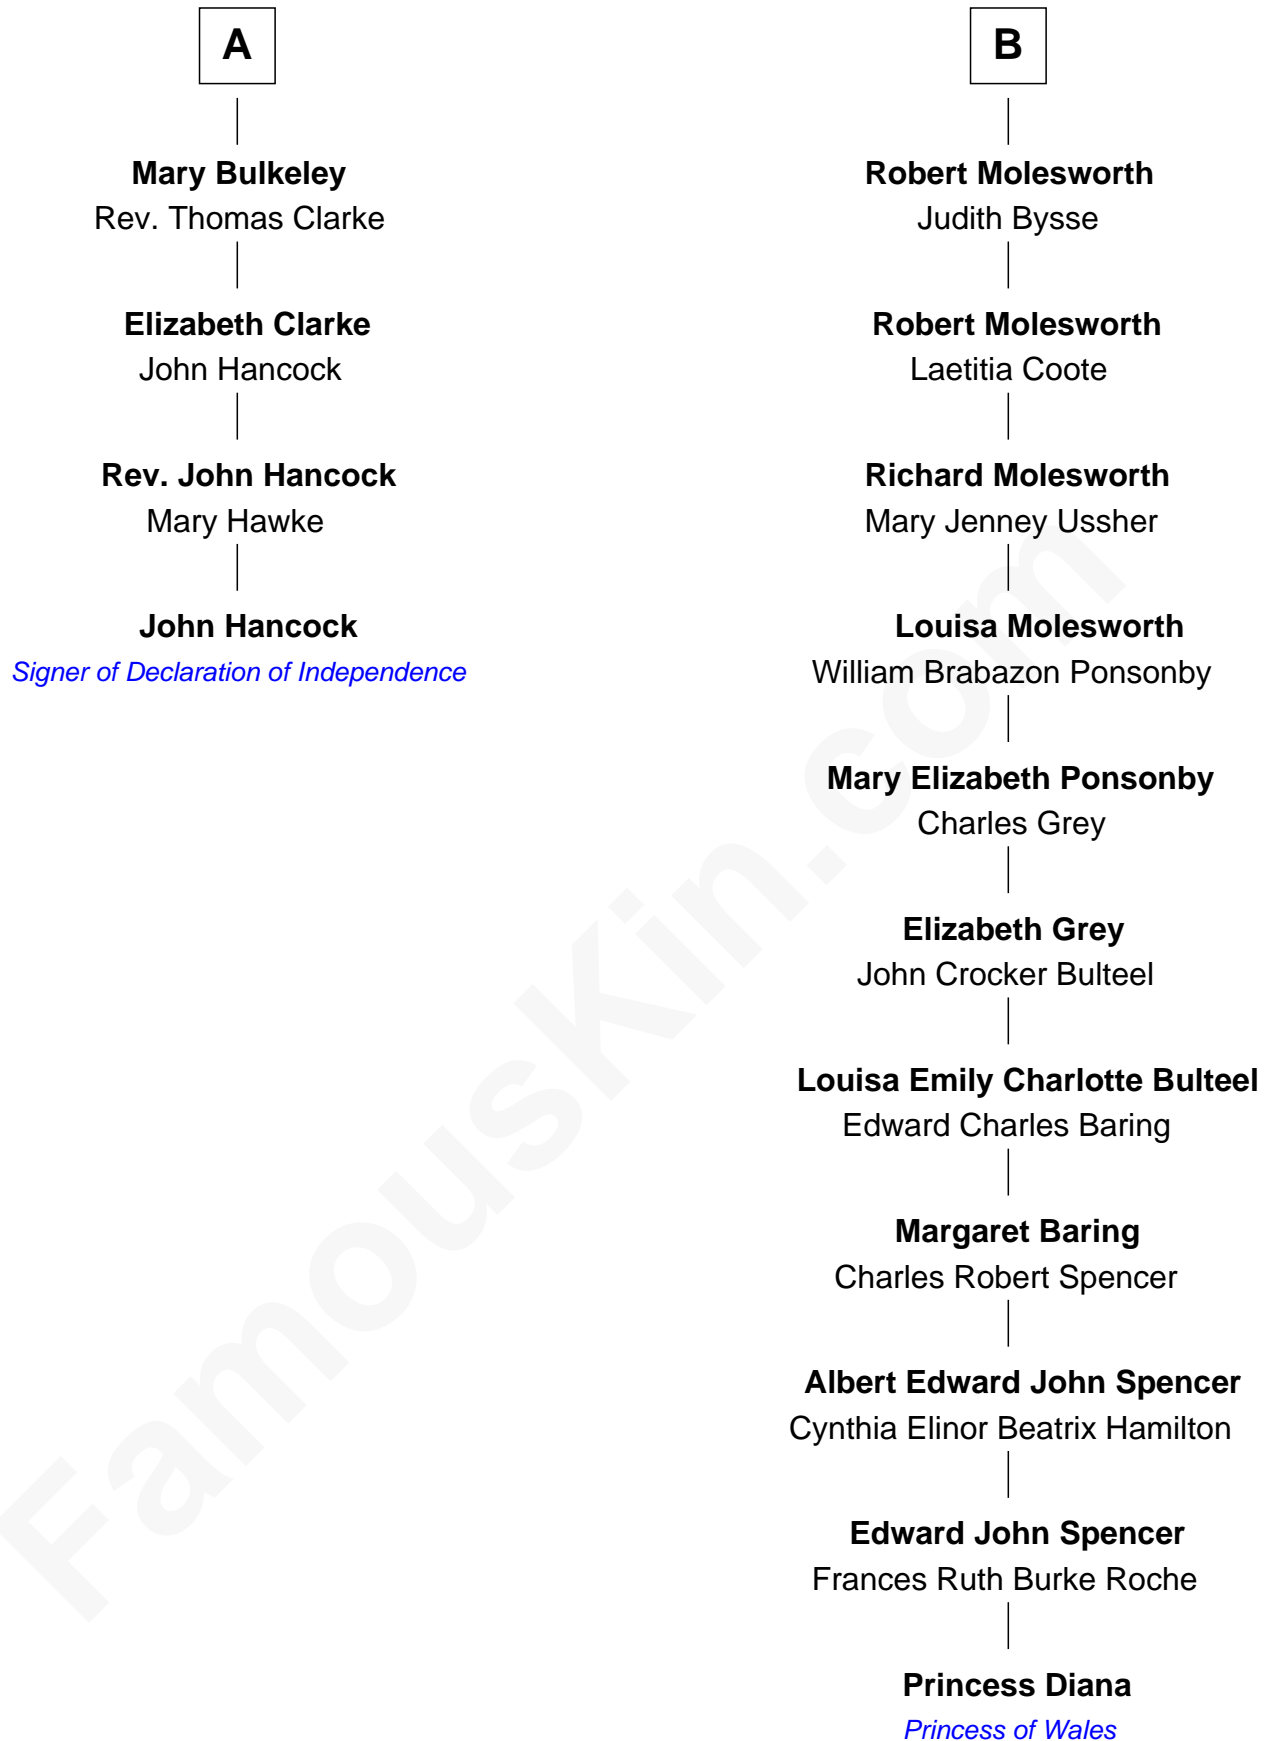 A
Mary Bulkeley
Rev. Thomas Clarke
Elizabeth Clarke
John Hancock
Rev. John Hancock
Mary Hawke
John Hancock
Signer of Declaration of Independence
B
Robert Molesworth
Judith Bysse
Robert Molesworth
Laetitia Coote
Richard Molesworth
Mary Jenney Ussher
Louisa Molesworth
William Brabazon Ponsonby
Mary Elizabeth Ponsonby
Charles Grey
Elizabeth Grey
John Crocker Bulteel
Louisa Emily Charlotte Bulteel
Edward Charles Baring
Margaret Baring
Charles Robert Spencer
Albert Edward John Spencer
Cynthia Elinor Beatrix Hamilton
Edward John Spencer
Frances Ruth Burke Roche
Princess Diana
Princess of Wales
FamousKin.com